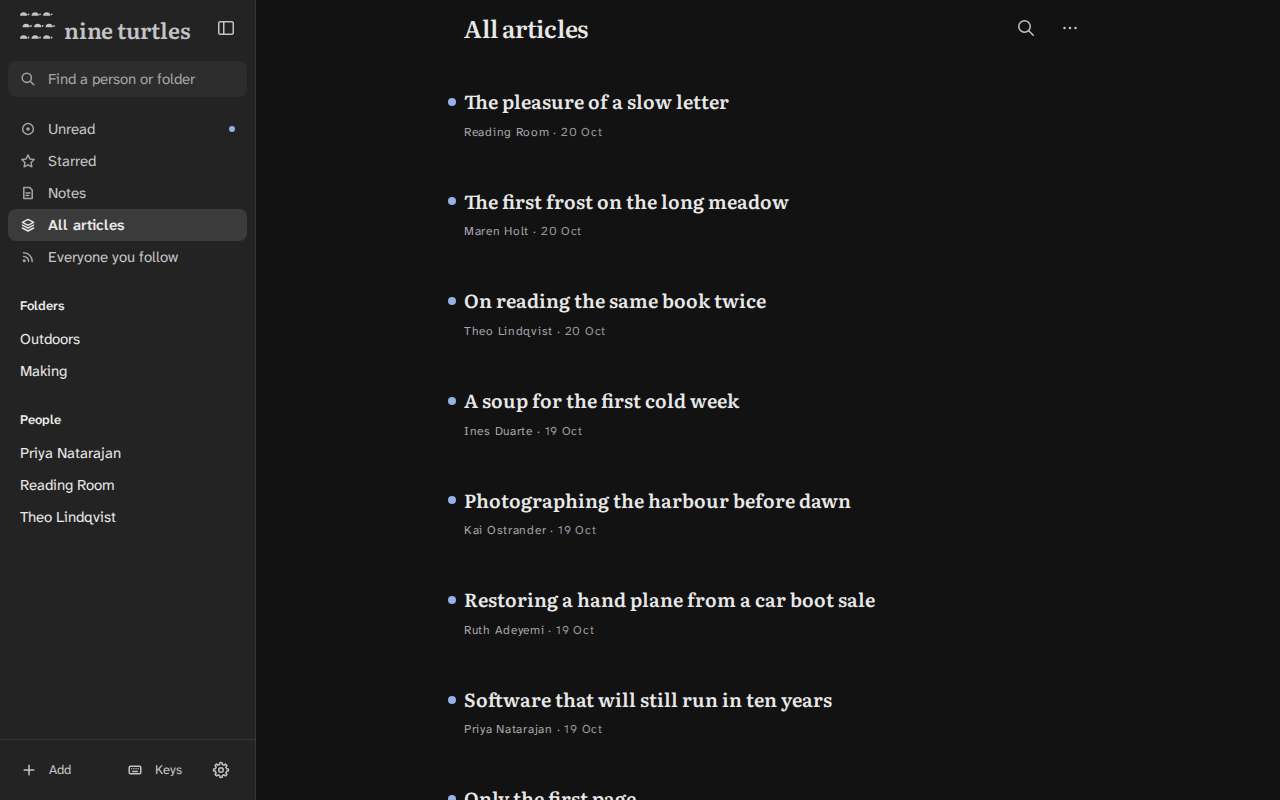 nine turtles
Find a person or folder
Unread
Starred
Notes
All articles
Everyone you follow
Folders
Outdoors
Making
People
Priya Natarajan
Reading Room
Theo Lindqvist
Add
Keys
All articles
The pleasure of a slow letter
Reading Room · 20 Oct
The first frost on the long meadow
Maren Holt · 20 Oct
On reading the same book twice
Theo Lindqvist · 20 Oct
A soup for the first cold week
Ines Duarte · 19 Oct
Photographing the harbour before dawn
Kai Ostrander · 19 Oct
Restoring a hand plane from a car boot sale
Ruth Adeyemi · 19 Oct
Software that will still run in ten years
Priya Natarajan · 19 Oct
Only the first page